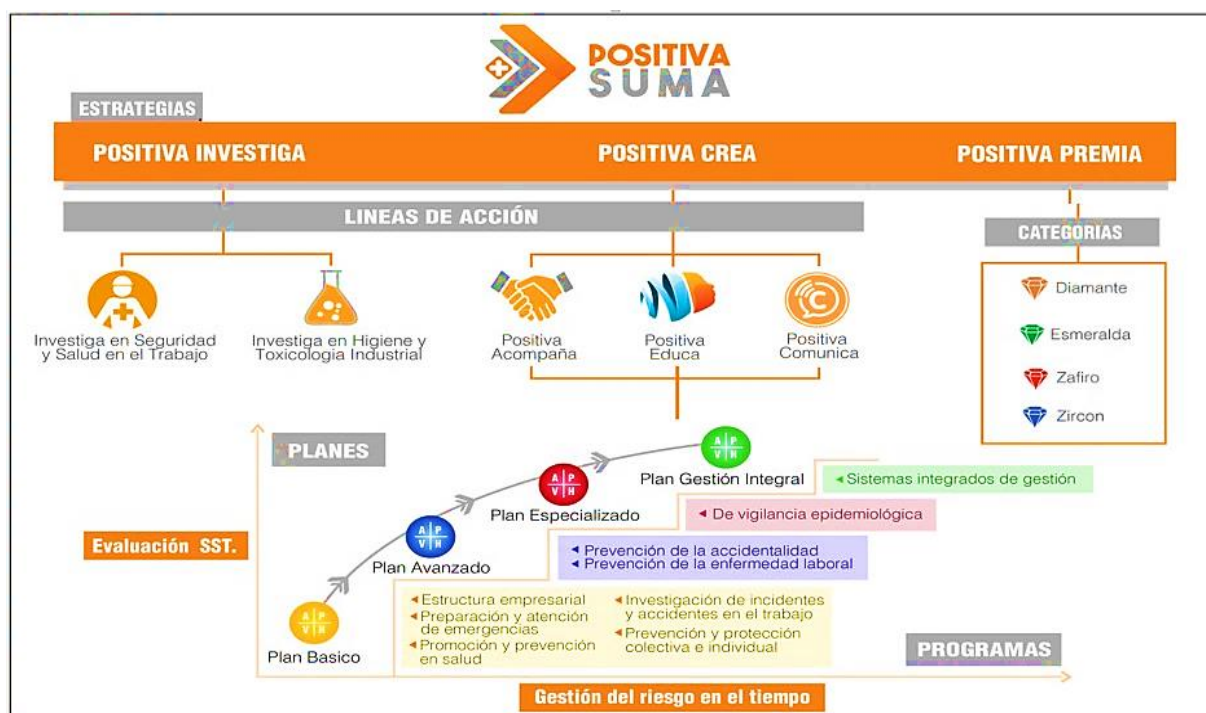 POSITIVA
SUMA
ESTRATEGIAS
POSITIVA INVESTIGA
POSITIVA CREA
POSITIVA PREMIA
LINEAS DE ACCIÓN
CATEGORIAS
Investiga en Seguridad
y Salud en el Trabajo
Investiga en Higiene y
Toxicologia Industrial
Positiva
Acompaña
Positiva
Educa
Positiva
Comunica
Diamante
Esmeralda
Zafiro
Zircon
PLANES
Evaluación SST.
A P
V H
Plan Basico
A P
V H
Plan Avanzado
A P
V H
Plan Especializado
A P
V H
Plan Gestión Integral
Sistemas integrados de gestión
De vigilancia epidemiológica
Prevención de la accidentalidad
Prevención de la enfermedad laboral
Estructura empresarial
Preparación y atención
de emergencias
Promoción y prevención
en salud
Investigación de incidentes
y accidentes en el trabajo
Prevención y protección
colectiva e individual
PROGRAMAS
Gestión del riesgo en el tiempo